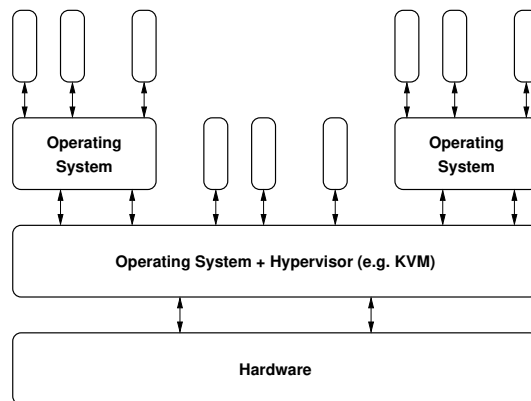 Operating
System
Operating
System
Operating System + Hypervisor (e.g. KVM)
Hardware